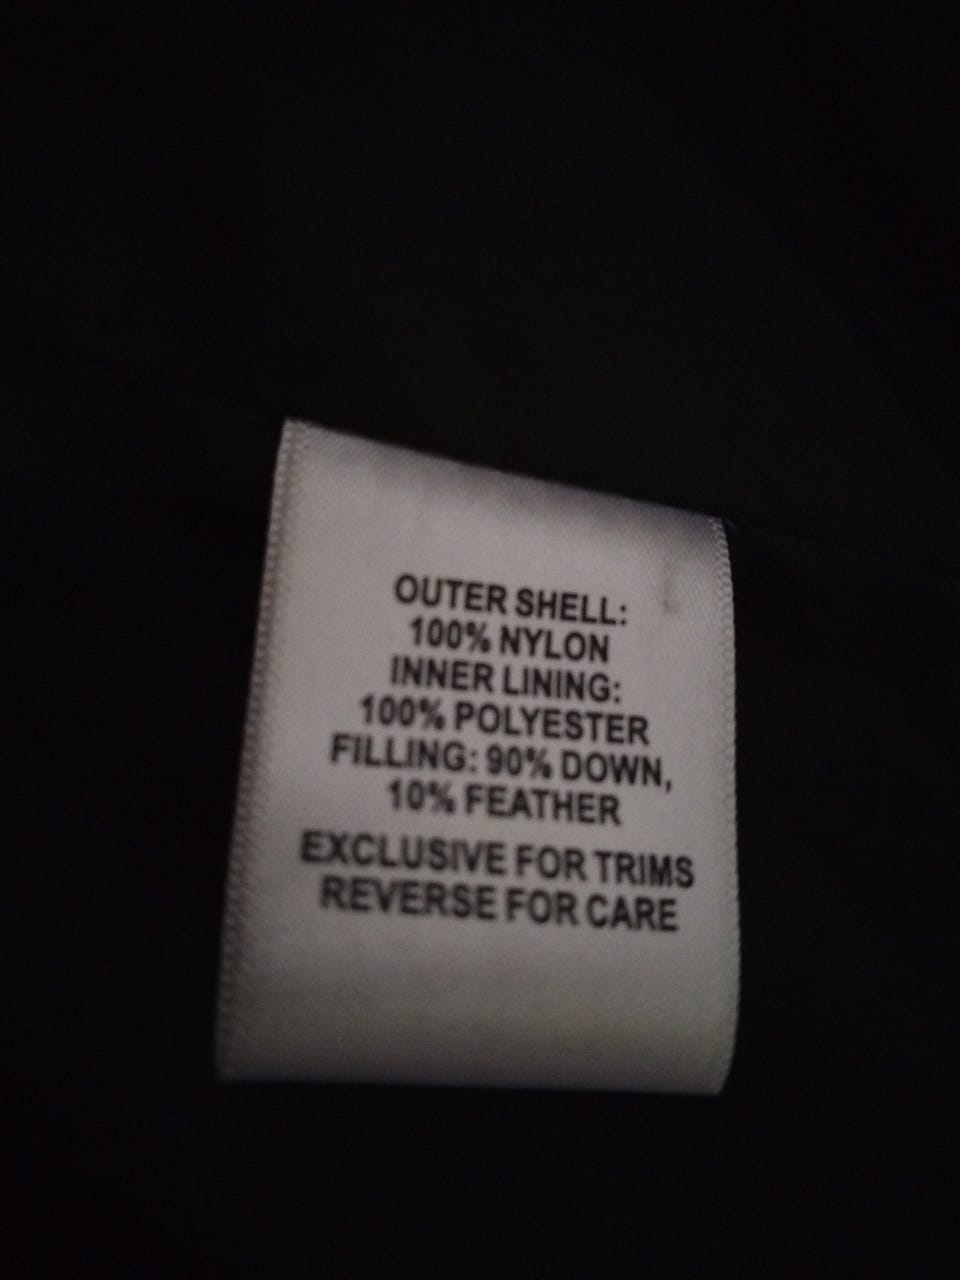 OUTER SHELL:
100% NYLON
INNER LINING:
100% POLYESTER
FILLING: 90% DOWN,
10% FEATHER
EXCLUSIVE FOR TRIMS
REVERSE FOR CARE